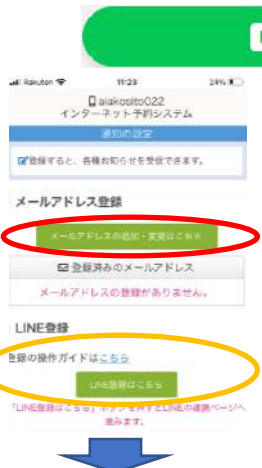 Rakuten 11:23 24%
aiakosito022
インターネット予約システム
通知の設定
登録すると、各種お知らせを受信できます。
メールアドレス登録
メールアドレスの追加・変更はこちら
登録済みのメールアドレス
メールアドレスの登録がありません。
LINE登録
登録の操作ガイドはこちら
LINE登録はこちら
「LINE登録はこちら」ボタンを押すとLINEの連携ページへ
進みます。